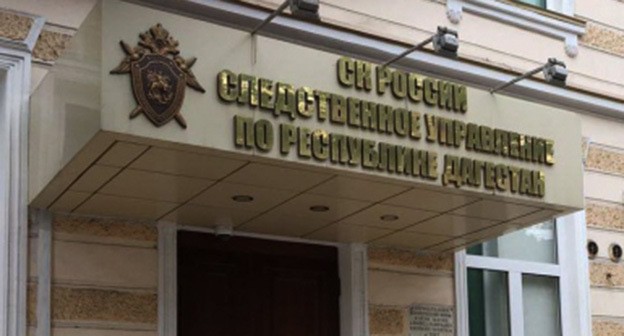 СК РОССИИ
СЛЕДСТВЕННОЕ УПРАВЛЕНИЕ
ПО РЕСПУБЛИКЕ ДАГЕСТАН